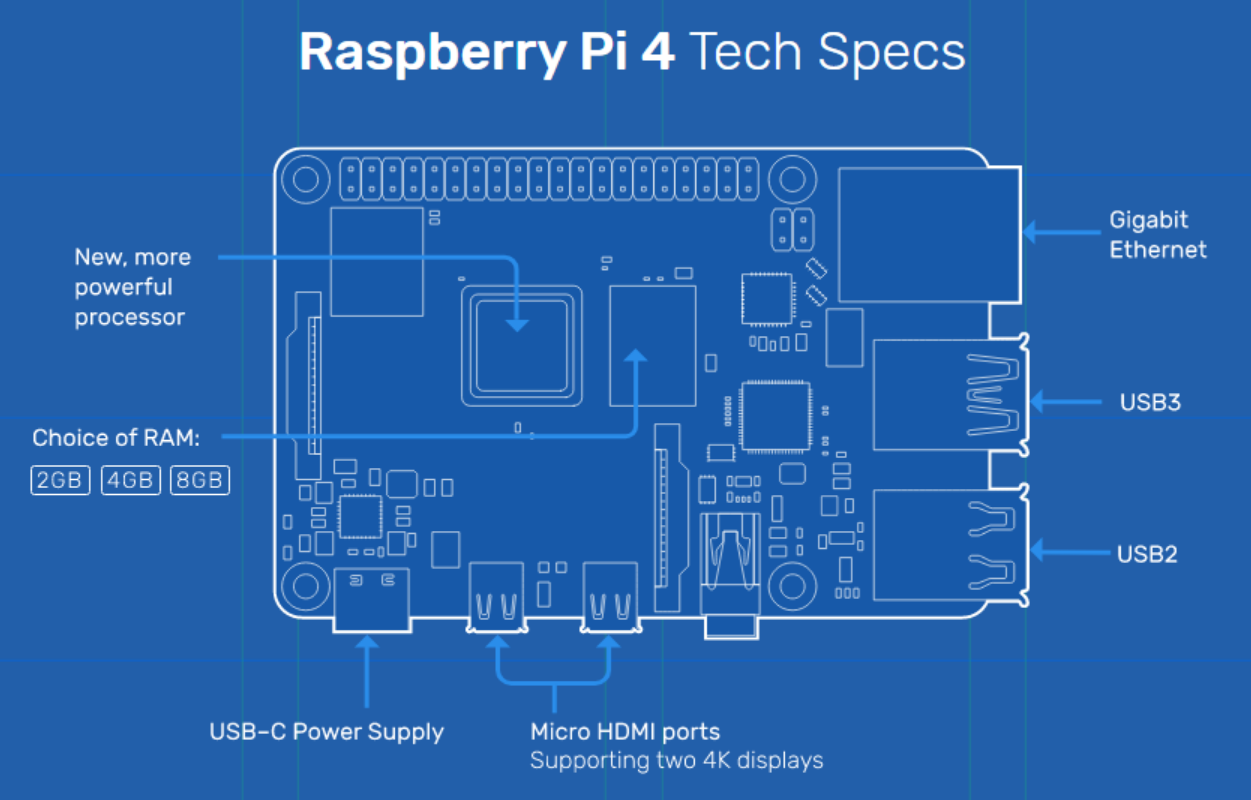 Raspberry Pi 4 Tech Specs
New, more
powerful
processor
Choice of RAM:
2GB 4GB 8GB
Gigabit
Ethernet
USB3
USB2
USB-C Power Supply
Micro HDMI ports
Supporting two 4K displays